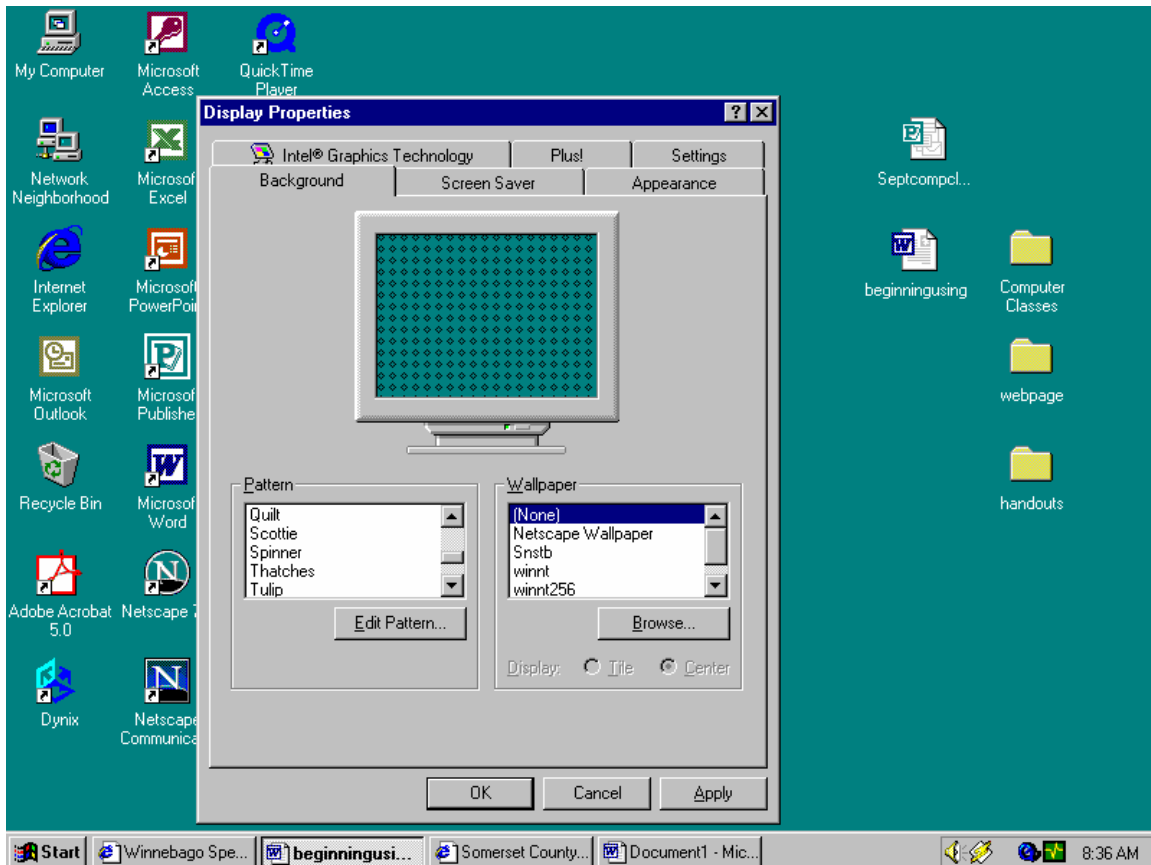 My Computer
Microsoft
Access
QuickTime
Player
Network
Neighborhood
Microsof
Excel
Internet
Explorer
Microsoft
PowerPoi
Microsoft
Outlook
Microsof
Publishe
Recycle Bin
Microsof
Word
Adobe Acrobat
5.0
Netscape 7
Dynix
Netscape
Communica
Display Properties
Intel® Graphics Technology
Plus!
Settings
Background
Screen Saver
Appearance
Pattern
Quilt
Scottie
Spinner
Thatches
Tulip
Edit Pattern...
Wallpaper
(None)
Netscape Wallpaper
Snstb
winnt
winnt256
Browse...
Display:
Tile
Center
OK
Cancel
Apply
Septcompcl...
beginningusing
Computer
Classes
webpage
handouts
Start
Winnebago Spe...
beginningusi...
Somerset County...
Document1 - Mic...
8:36 AM